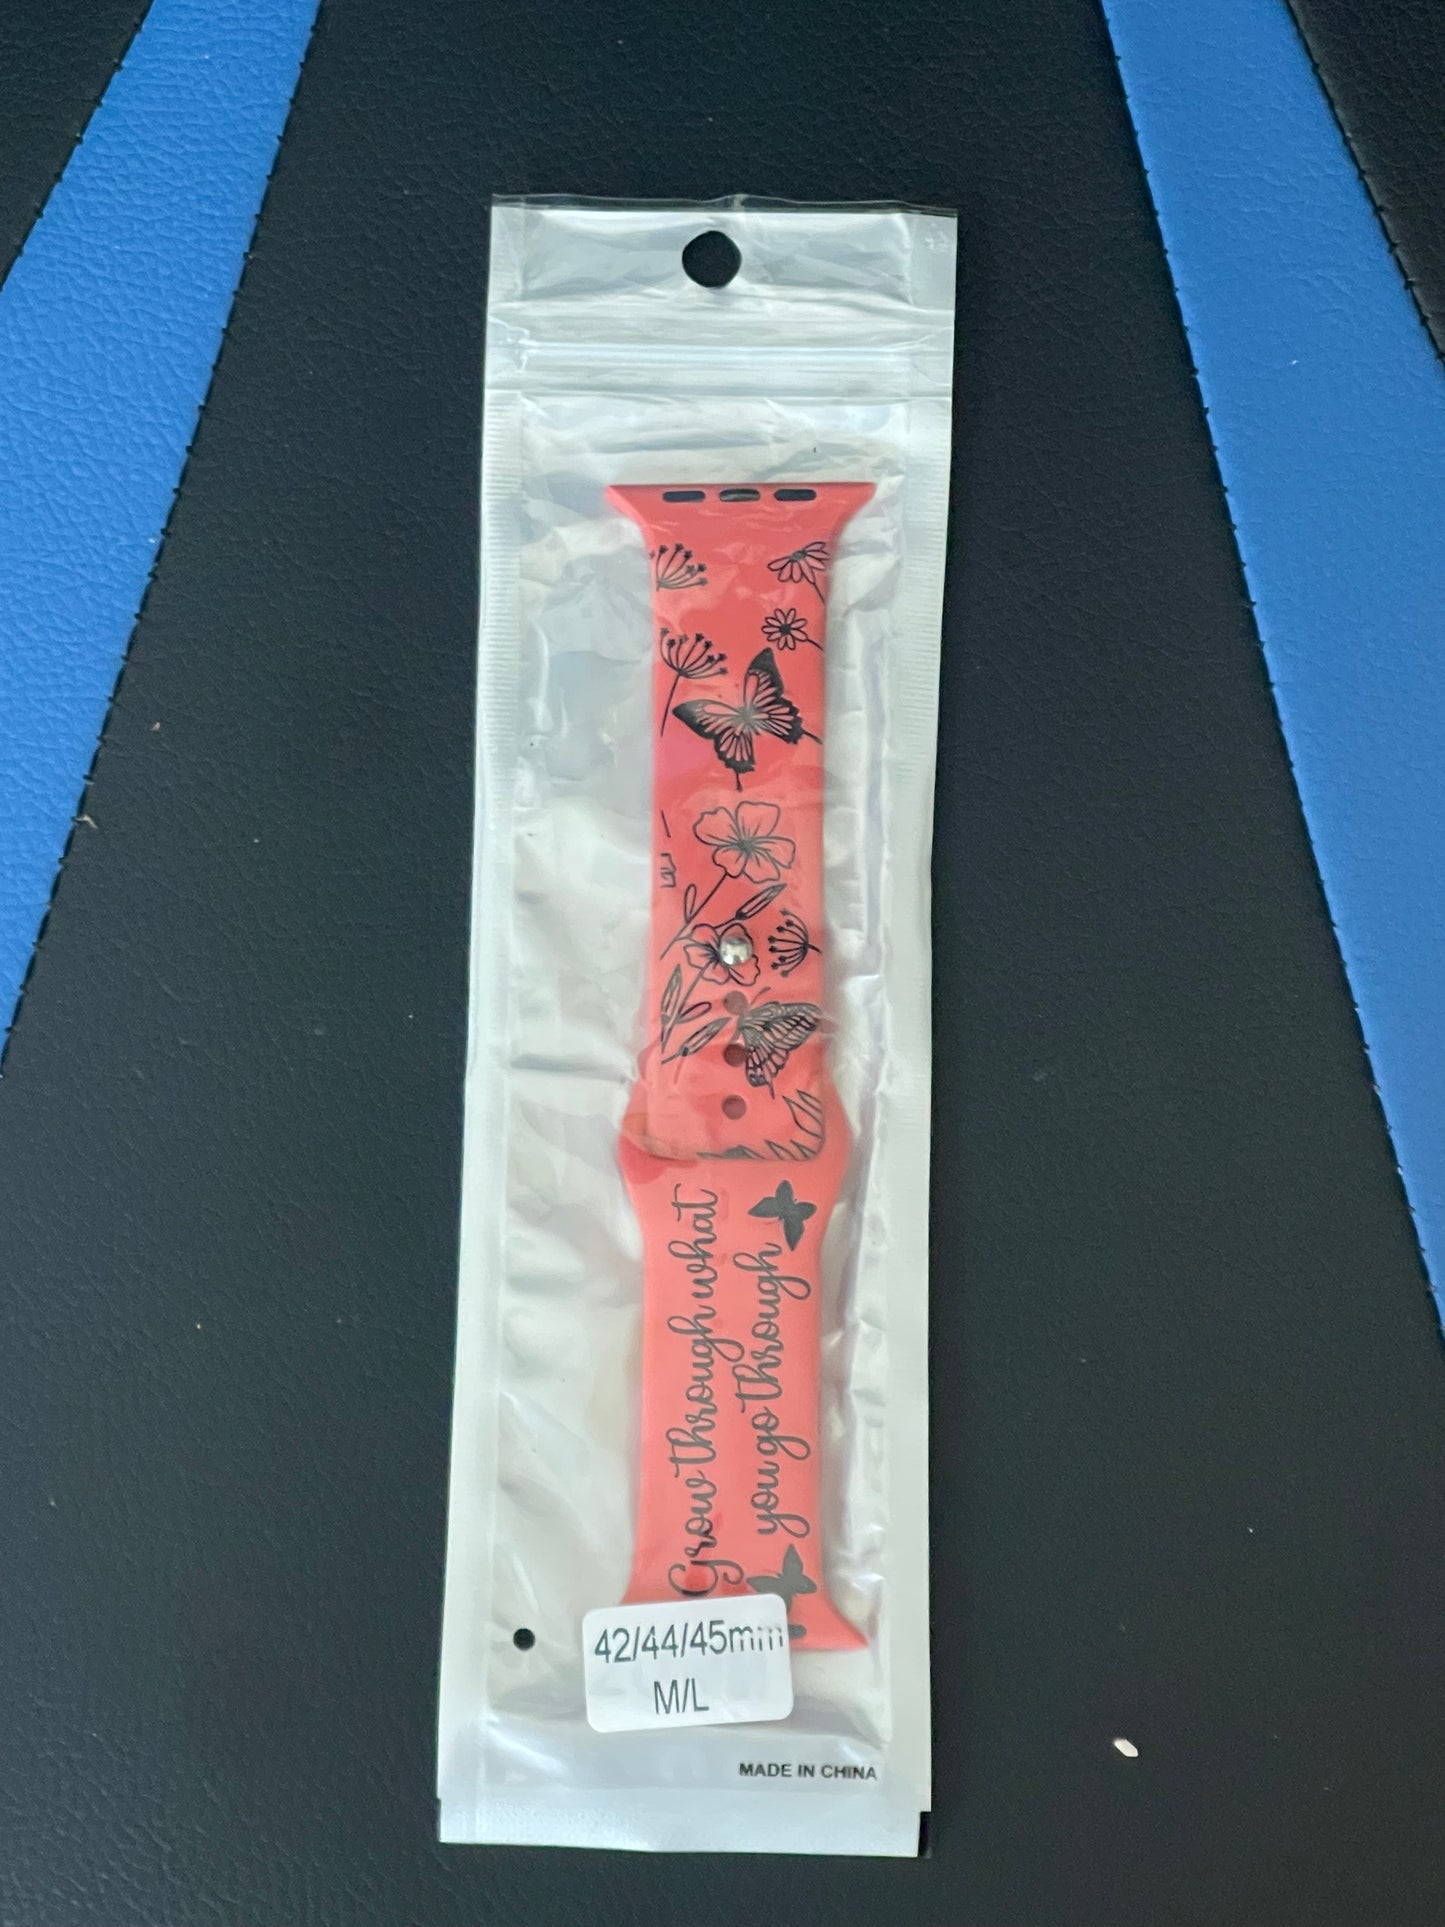 Grow through what
you go through
42/44/45mm
M/L
MADE IN CHINA